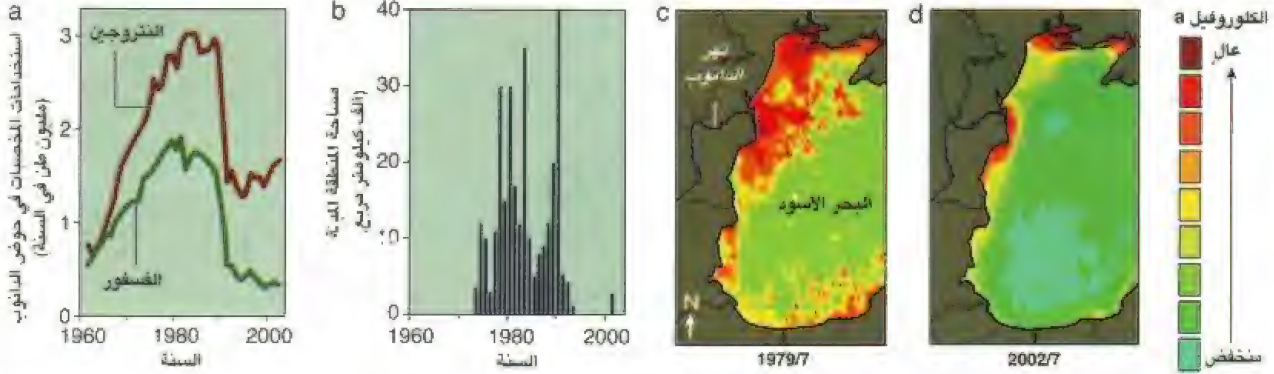 a
استخدامات المخصبات في حوض الدانوب
(مليون طن في السنة)
3
2
1
0
النتروجين
الفسفور
1960
1980
2000
السنة
b
مساحة المنطقة الميتة
(ألف كيلومتر مربع)
40
30
20
10
0
1960
1980
2000
السنة
c
نهر
الدانوب
البحر الأسود
N
1979/7
d
2002/7
الكلوروفيل a
عال
منخفض